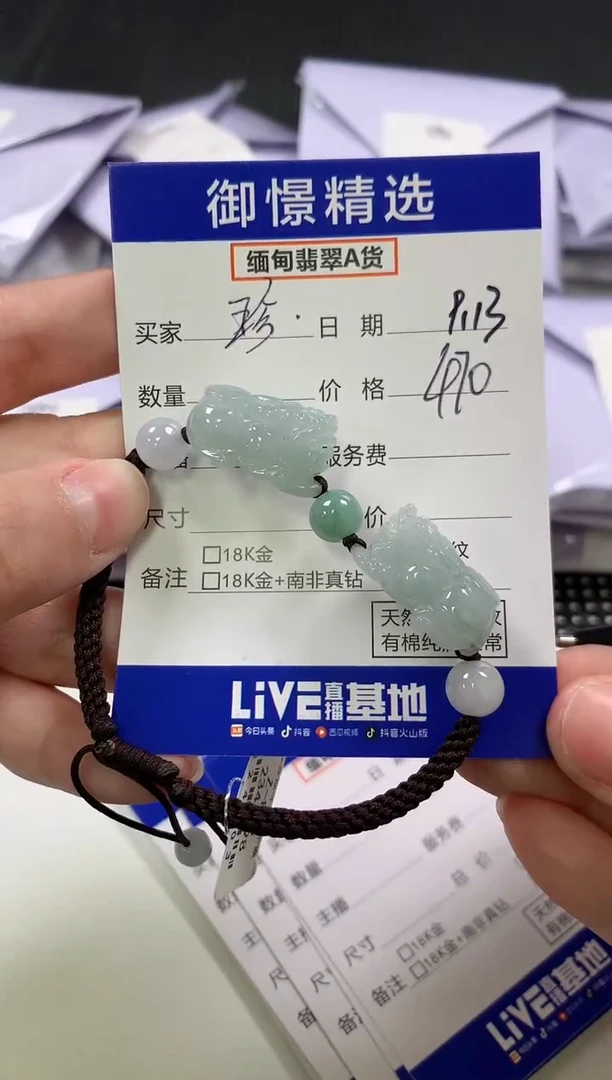 御憬精选
缅甸翡翠A货
买家 珍 日 期 9.13
数量 价 格 470
服务费
尺寸 价
□18K金
备注 □18K金+南非真钻
天然 纹
有棉纯 常
LiVE直播基地
今日头条 抖音 西瓜视频 抖音火山版
数量
服务费
主播
总 价
尺寸
□18K金
备注 □18K金+南非真钻
LiVE直播基地